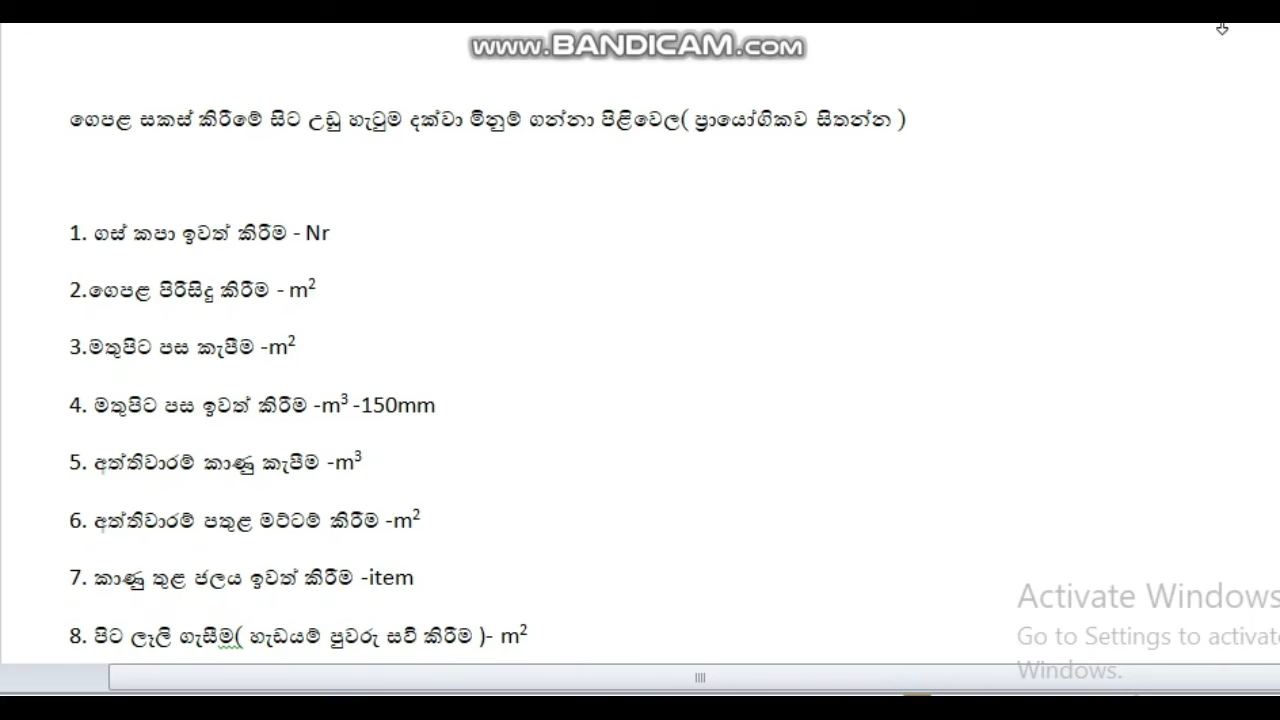 www.BANDICAM.com
ගෙපළ සකස් කිරීමේ සිට උඩු හැටුම දක්වා මිනුම් ගන්නා පිළිවෙල( ප්‍රායෝගිකව සිතන්න )
1. ගස් කපා ඉවත් කිරීම - Nr
2.ගෙපළ පිරිසිදු කිරීම - m²
3.මතුපිට පස කැපීම -m²
4. මතුපිට පස ඉවත් කිරීම -m³ -150mm
5. අත්තිවාරම් කාණු කැපීම -m³
6. අත්තිවාරම් පතුළ මට්ටම් කිරීම -m²
7. කාණු තුළ ජලය ඉවත් කිරීම -item
8. පිට ලෑලි ගැසීම( හැඩයම් පුවරු සවි කිරීම )- m²
Activate Windows
Go to Settings to activate
Windows.